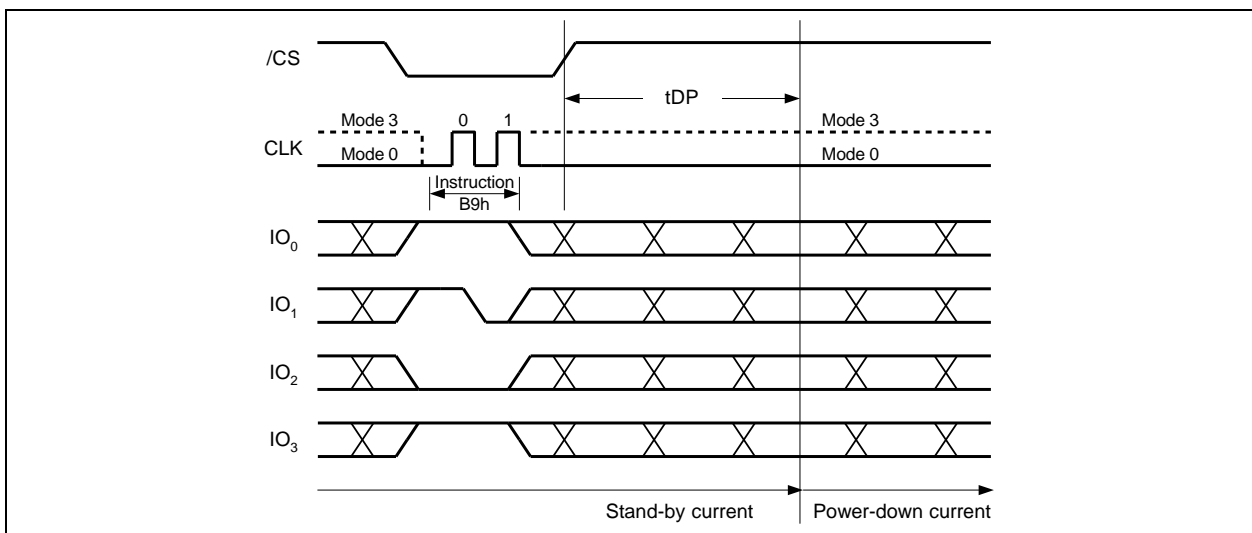 /CS
tDP
Mode 3 0 1 Mode 3
CLK
Mode 0 Mode 0
Instruction
B9h
IO0
IO1
IO2
IO3
Stand-by current Power-down current